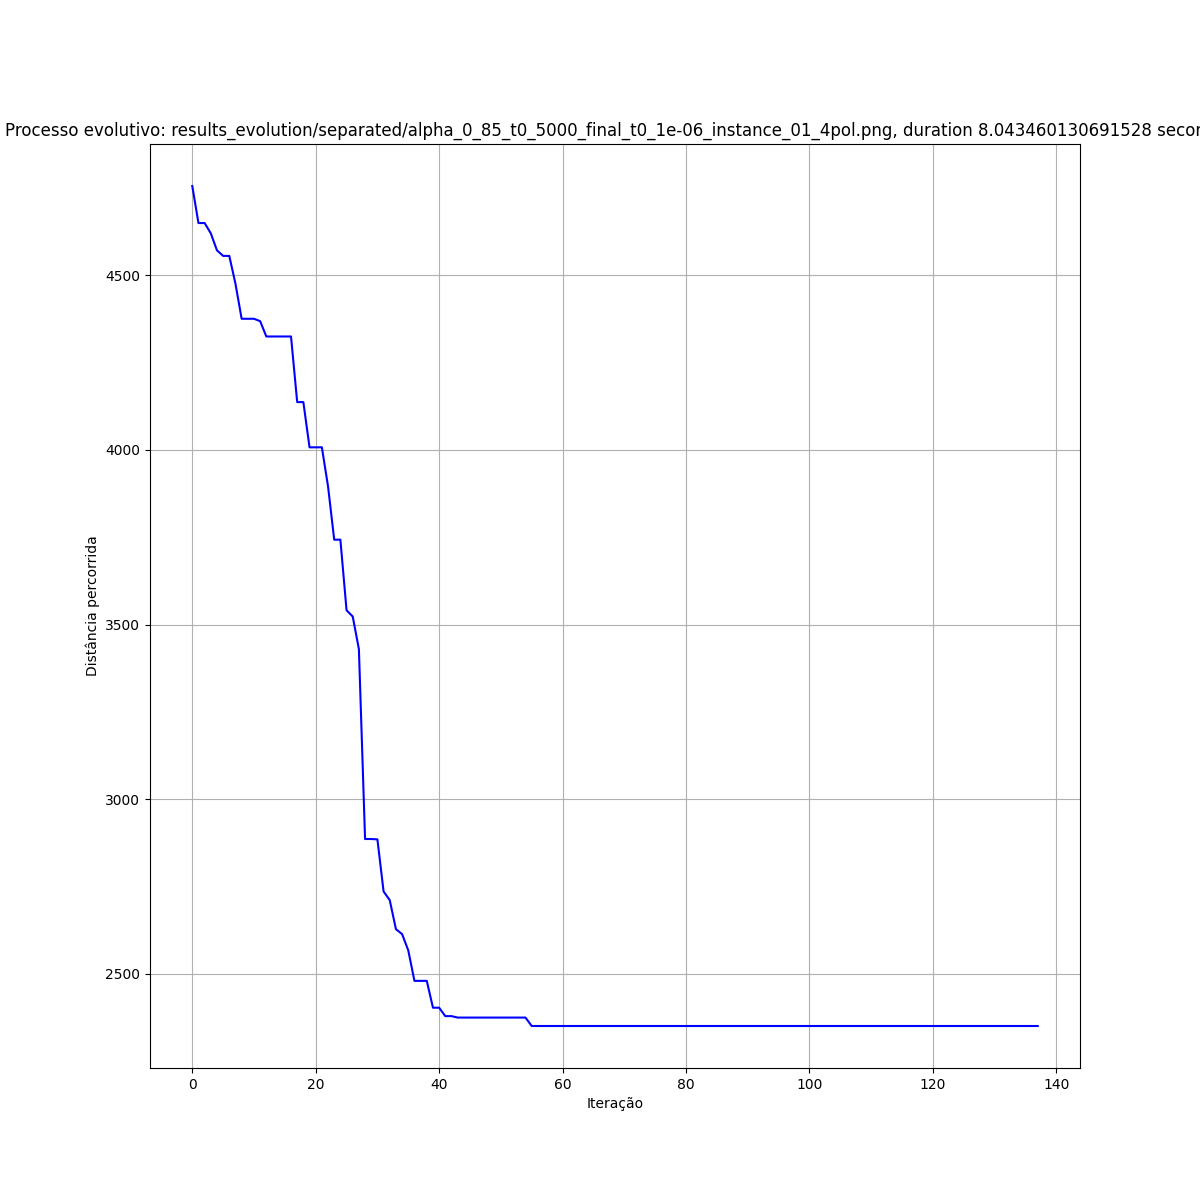 Processo evolutivo: results_evolution/separated/alpha_0_85_t0_5000_final_t0_1e-06_instance_01_4pol.png, duration 8.043460130691528
4500
4000
3500
3000
2500
Distância percorrida
0 20 40 60 80 100 120 140
Iteração